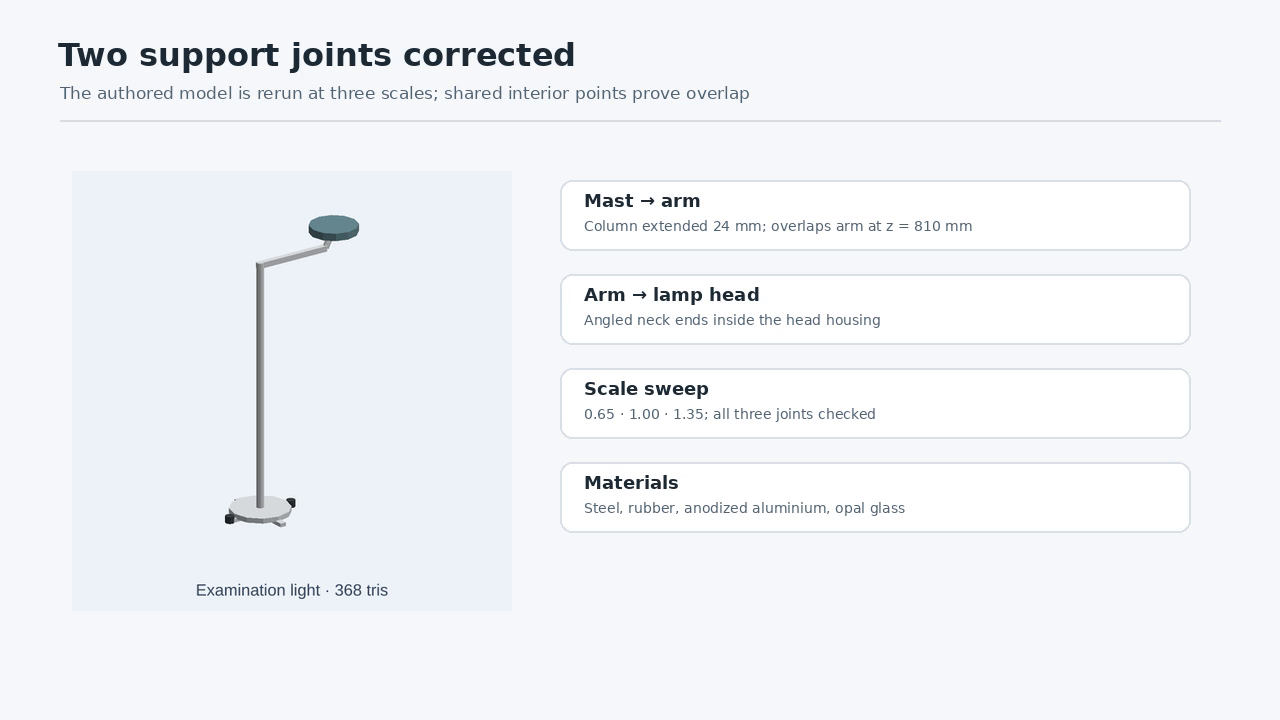 Two support joints corrected
The authored model is rerun at three scales; shared interior points prove overlap
Examination light · 368 tris
Mast → arm
Column extended 24 mm; overlaps arm at z = 810 mm
Arm → lamp head
Angled neck ends inside the head housing
Scale sweep
0.65 · 1.00 · 1.35; all three joints checked
Materials
Steel, rubber, anodized aluminium, opal glass